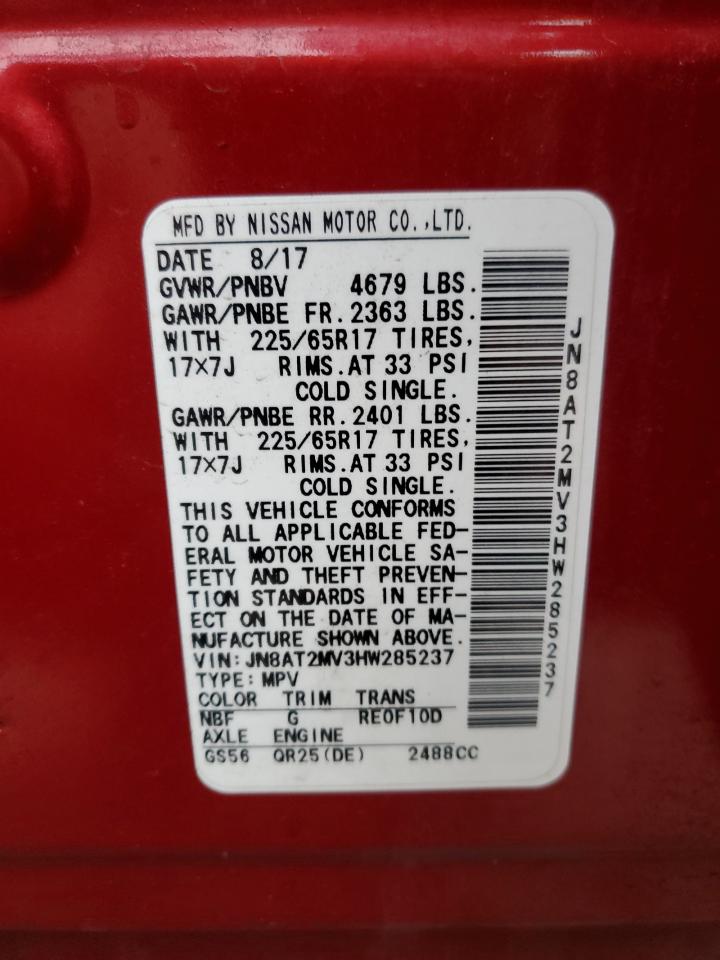 MFD BY NISSAN MOTOR CO.,LTD.
DATE 8/17
GVWR/PNBV 4679 LBS.
GAWR/PNBE FR.2363 LBS.
WITH 225/65R17 TIRES,
17×7J RIMS.AT 33 PSI
COLD SINGLE.
GAWR/PNBE RR.2401 LBS.
WITH 225/65R17 TIRES,
17×7J RIMS.AT 33 PSI
COLD SINGLE.
THIS VEHICLE CONFORMS
TO ALL APPLICABLE FED-
ERAL MOTOR VEHICLE SA-
FETY AND THEFT PREVEN-
TION STANDARDS IN EFF-
ECT ON THE DATE OF MA-
NUFACTURE SHOWN ABOVE.
VIN:JN8AT2MV3HW285237
TYPE:MPV
COLOR TRIM TRANS
NBF G RE0F10D
AXLE ENGINE
GS56 QR25(DE) 2488CC
JN8AT2MV3HW285237